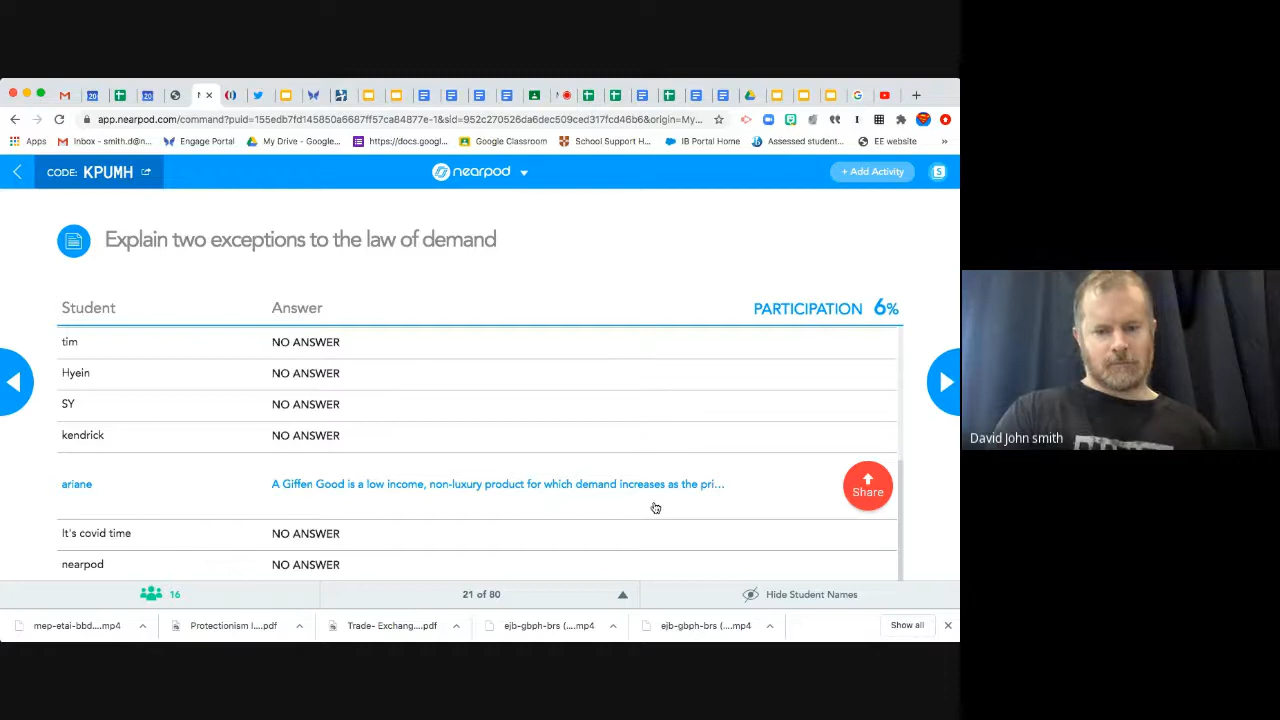 app.nearpod.com/command?puid=155edb7fd145850a6687ff57ca84877e-1&sid=952c270526da6dec509ced317fcd46b6&origin=My...
Apps Inbox - smith.d@n... Engage Portal My Drive - Google... https://docs.googl... Google Classroom School Support H... IB Portal Home Assessed student... EE website »
CODE: KPUMH nearpod + Add Activity S
Explain two exceptions to the law of demand
Student Answer PARTICIPATION 6%
tim NO ANSWER
Hyein NO ANSWER
SY NO ANSWER
kendrick NO ANSWER
ariane A Giffen Good is a low income, non-luxury product for which demand increases as the pri... Share
It's covid time NO ANSWER
nearpod NO ANSWER
16 21 of 80 Hide Student Names
mep-etai-bbd....mp4 Protectionism I....pdf Trade- Exchang....pdf ejb-gbph-brs (....mp4 ejb-gbph-brs (....mp4 Show all
David John smith